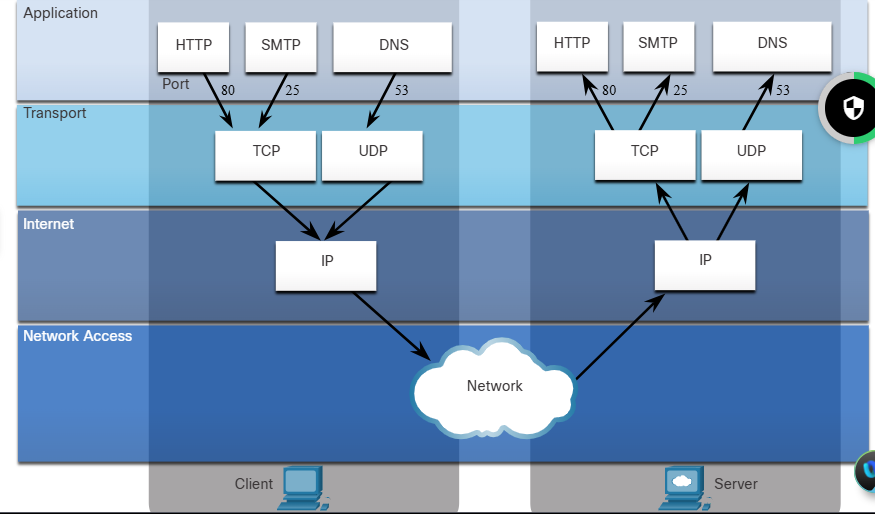 Application
HTTP SMTP DNS HTTP SMTP DNS
Port 80 25 53 80 25 53
Transport
TCP UDP TCP UDP
Internet
IP IP
Network Access
Network
Client Server